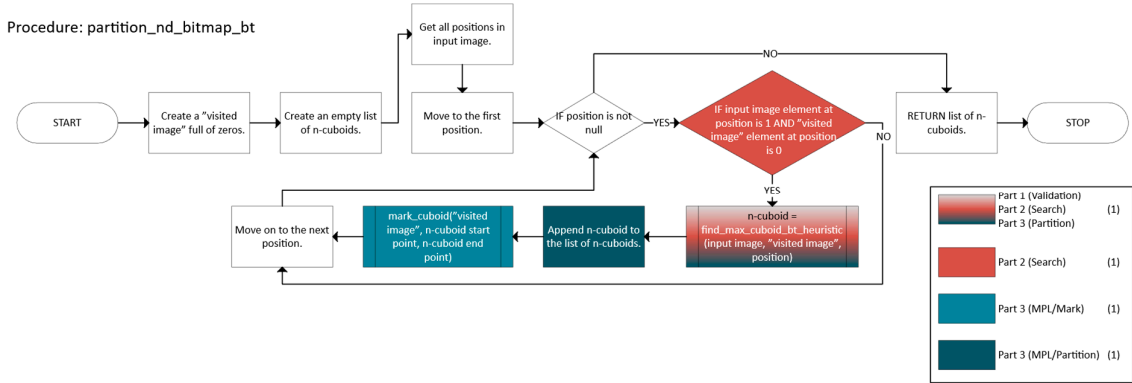 Procedure: partition_nd_bitmap_bt
START
Create a "visited
image" full of zeros.
Create an empty list
of n-cuboids.
Get all positions in
input image.
Move to the first
position.
IF position is not
null
NO
YES
IF input image element at
position is 1 AND "visited
image" element at position
is 0
NO
YES
RETURN list of n-
cuboids.
STOP
n-cuboid =
find_max_cuboid_bt_heuristic
(input image, "visited image",
position)
Append n-cuboid to
the list of n-cuboids.
mark_cuboid("visited
image", n-cuboid start
point, n-cuboid end
point)
Move on to the next
position.
Part 1 (Validation)
Part 2 (Search) (1)
Part 3 (Partition)
Part 2 (Search) (1)
Part 3 (MPL/Mark) (1)
Part 3 (MPL/Partition) (1)